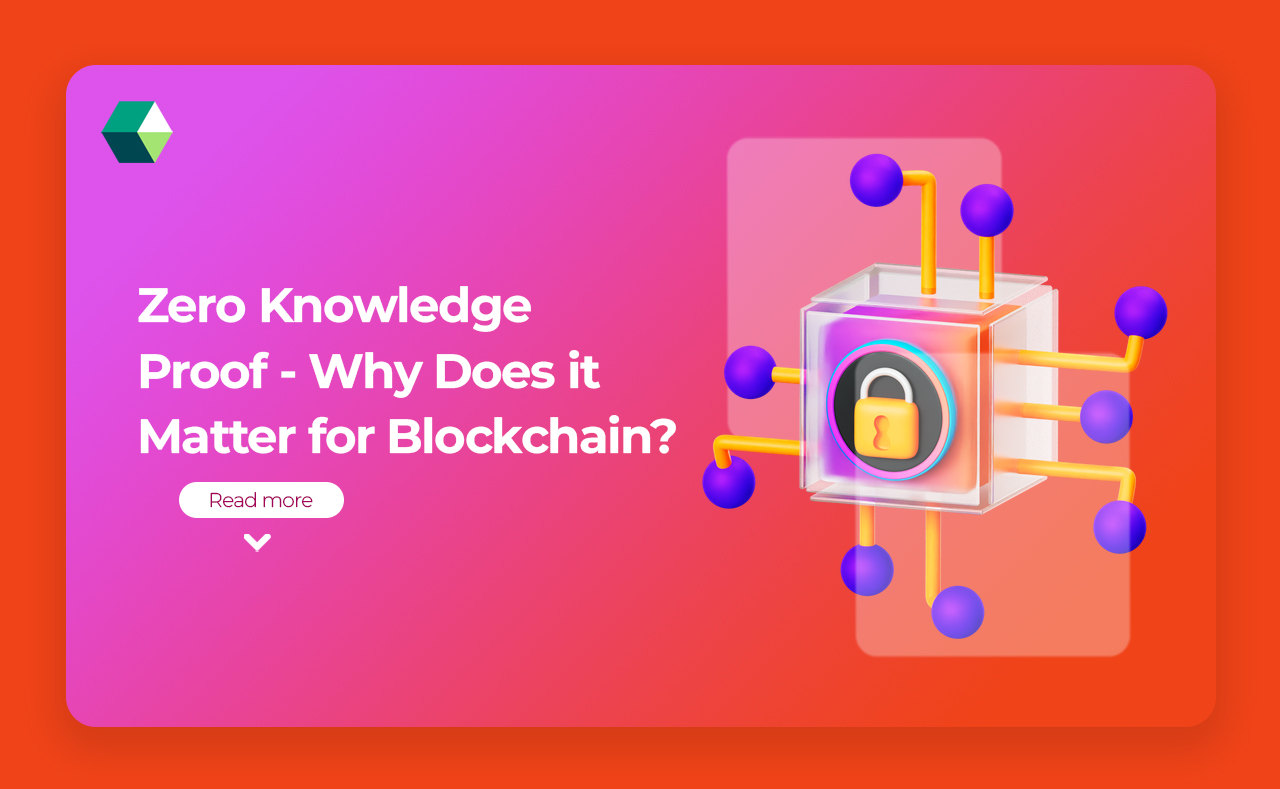 Zero Knowledge
Proof - Why Does it
Matter for Blockchain?
Read more